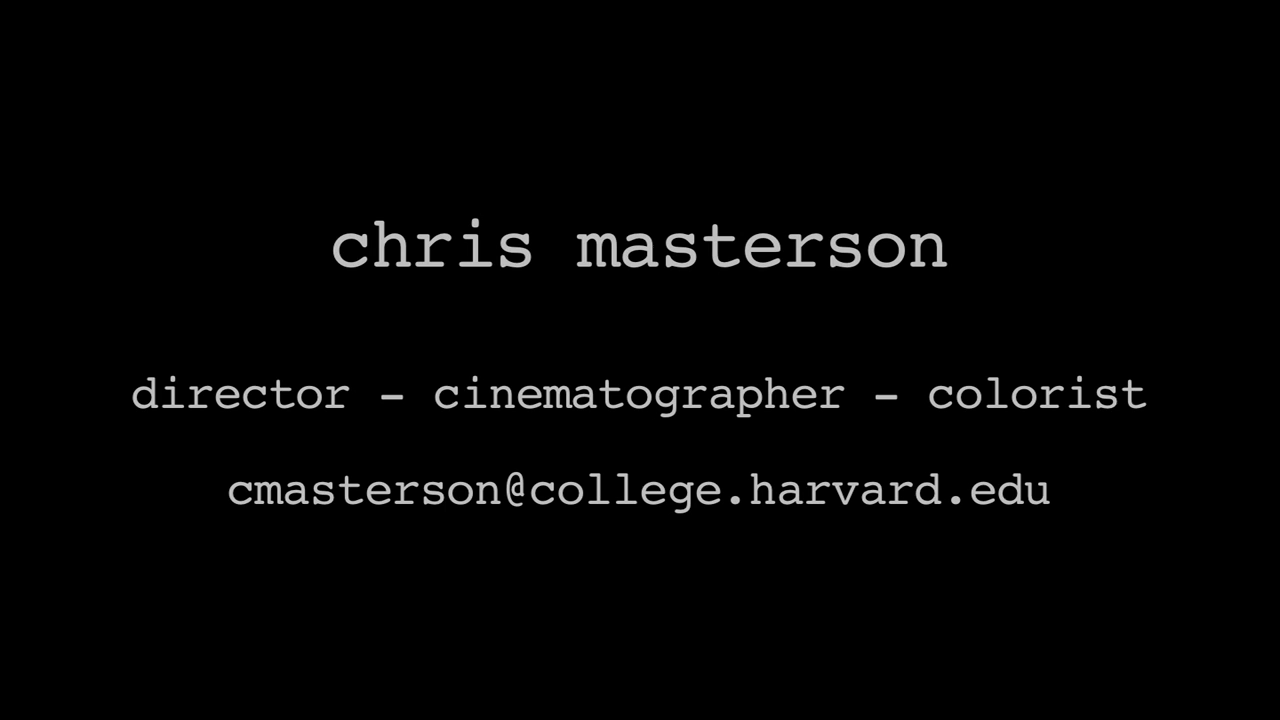 chris masterson
director - cinematographer - colorist
cmasterson@college.harvard.edu